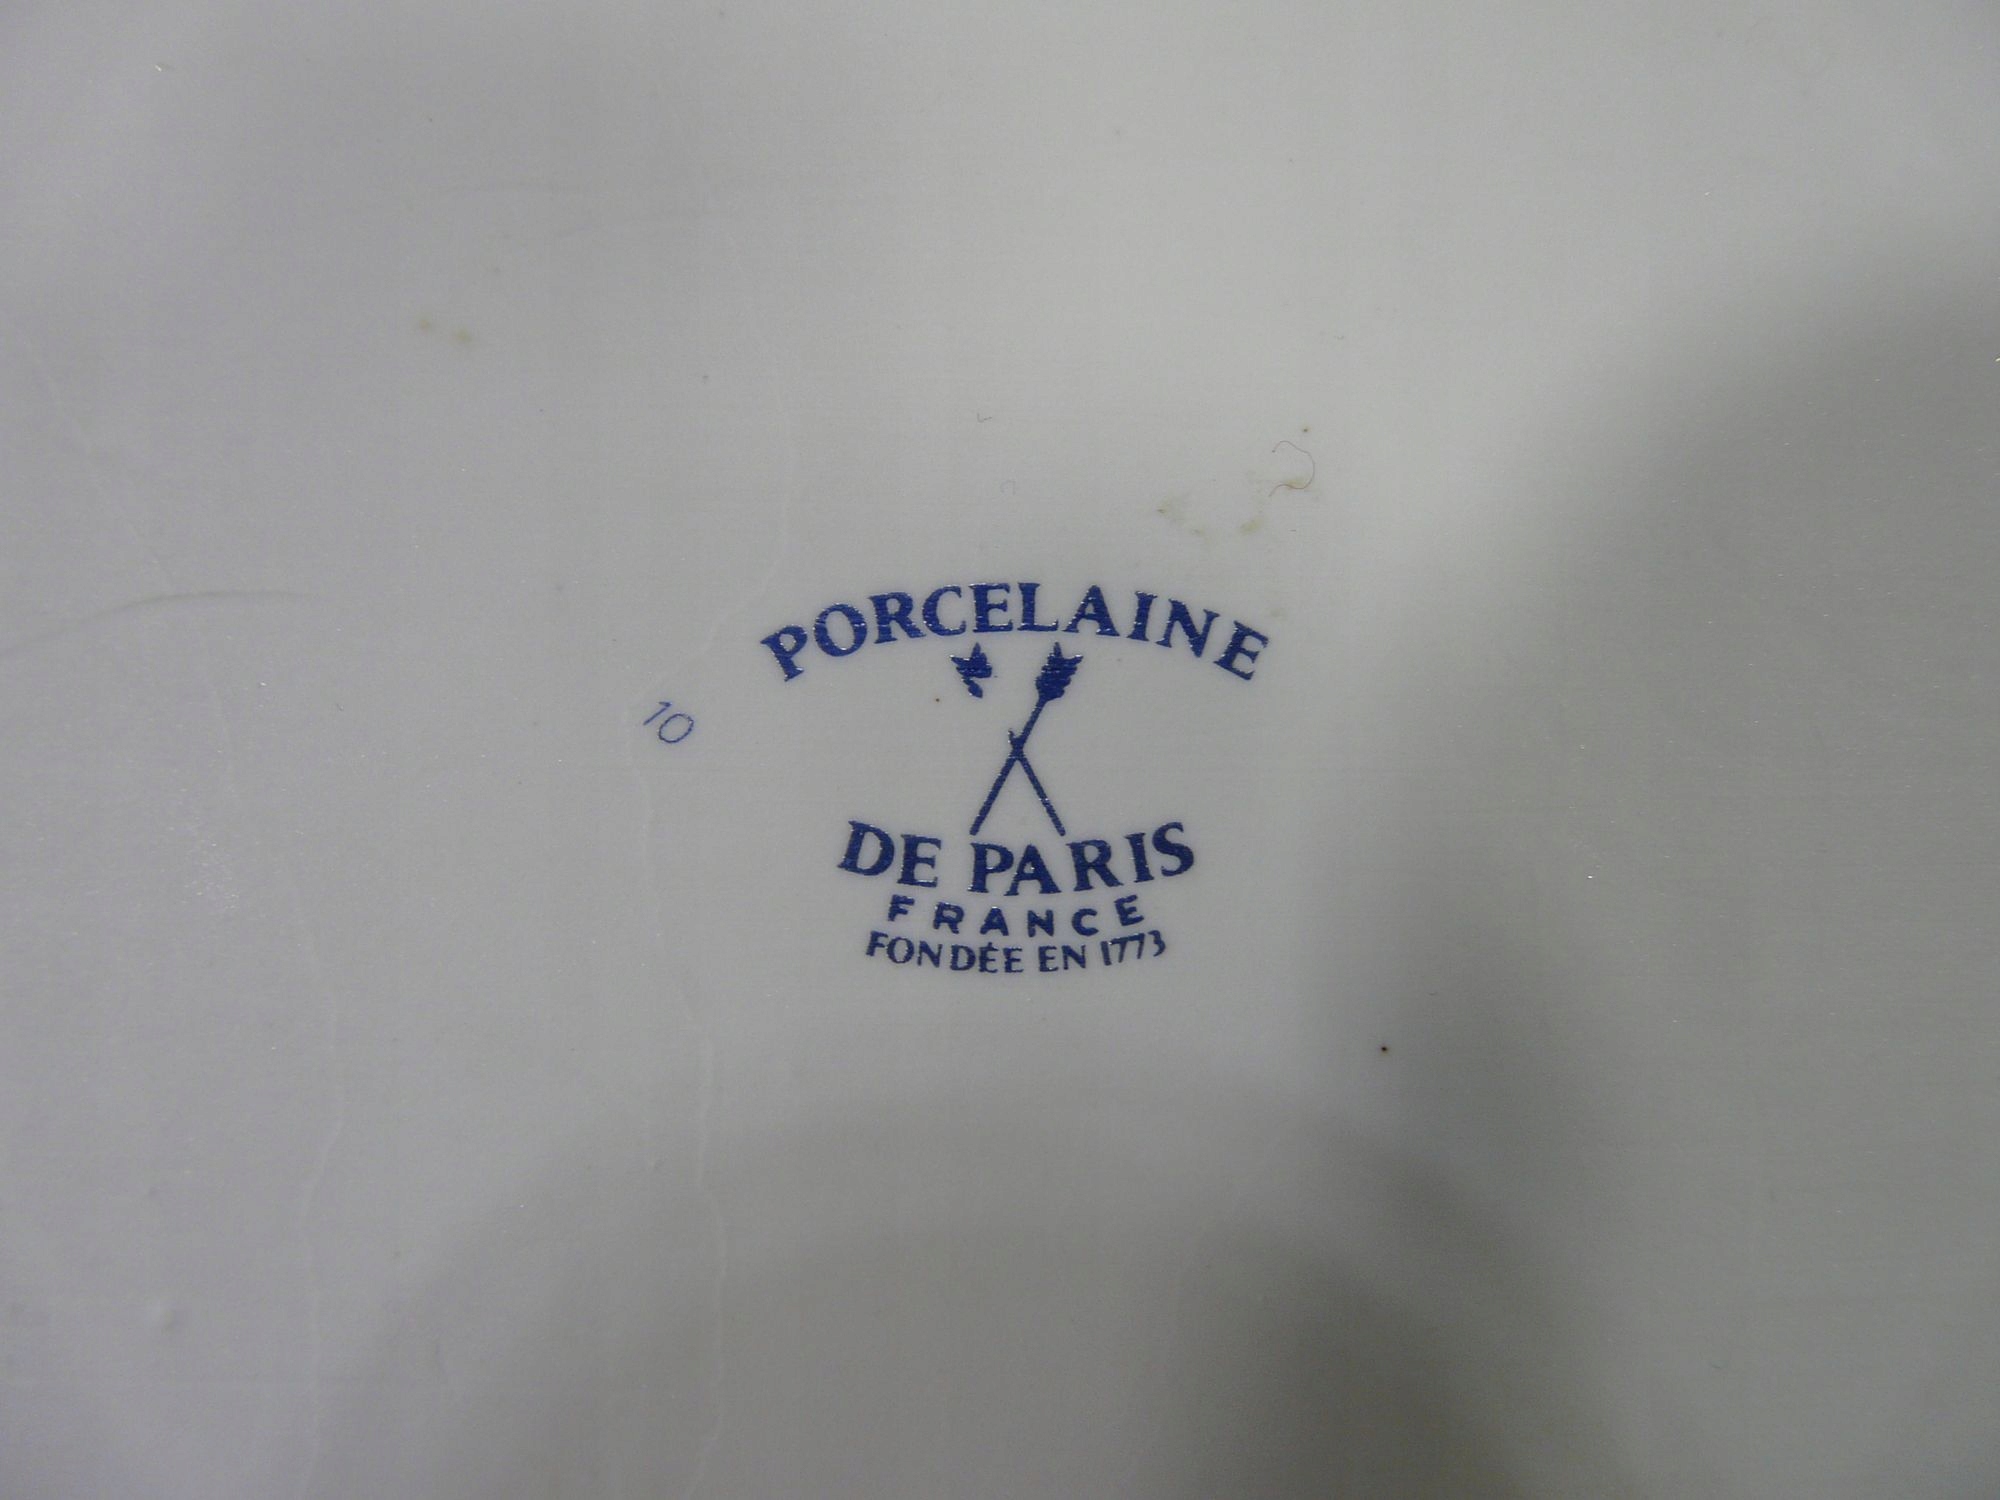 PORCELAINE
10
DE PARIS
FRANCE
FONDÉE EN 1773